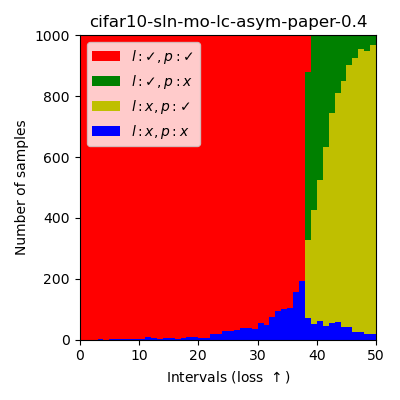 cifar10-sln-mo-lc-asym-paper-0.4
1000
800
600
400
200
0
Number of samples
l : ✓, p : ✓
l : ✓, p : x
l : x, p : ✓
l : x, p : x
0 10 20 30 40 50
Intervals (loss ↑)